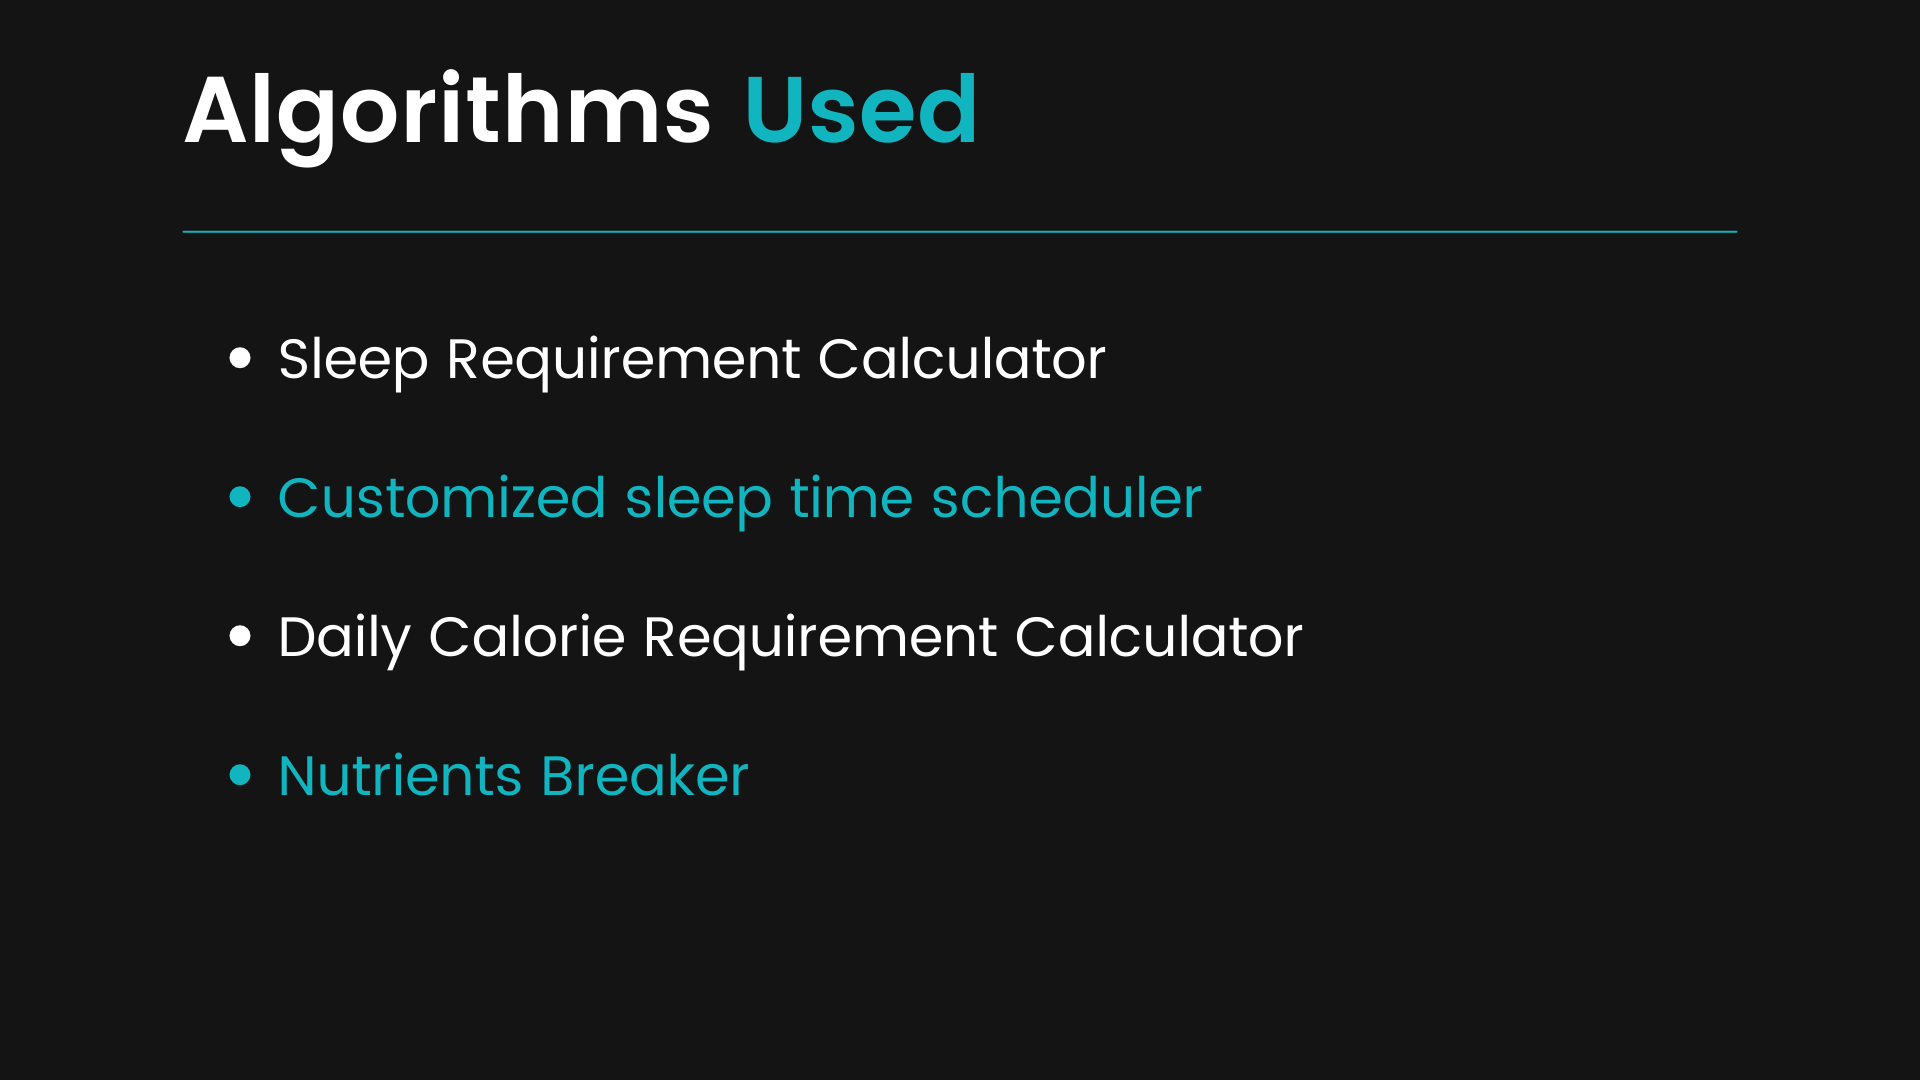 Algorithms Used
• Sleep Requirement Calculator
• Customized sleep time scheduler
• Daily Calorie Requirement Calculator
• Nutrients Breaker